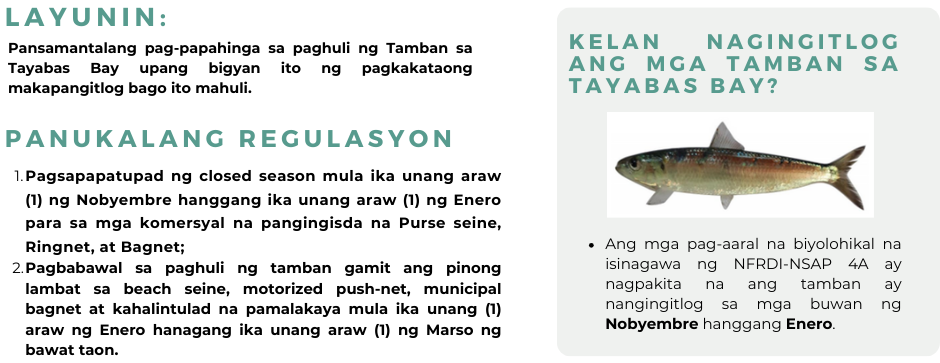 LAYUNIN:
Pansamantalang pag-papahinga sa paghuli ng Tamban sa
Tayabas Bay upang bigyan ito ng pagkakataong
makapangitlog bago ito mahuli.
PANUKALANG REGULASYON
1. Pagsapapatupad ng closed season mula ika unang araw
(1) ng Nobyembre hanggang ika unang araw (1) ng Enero
para sa mga komersyal na pangingisda na Purse seine,
Ringnet, at Bagnet;
2. Pagbabawal sa paghuli ng tamban gamit ang pinong
lambat sa beach seine, motorized push-net, municipal
bagnet at kahalintulad na pamalakaya mula ika unang (1)
araw ng Enero hanagang ika unang araw (1) ng Marso ng
bawat taon.
KELAN NAGINGITLOG
ANG MGA TAMBAN SA
TAYABAS BAY?
• Ang mga pag-aaral na biyolohikal na
isinagawa ng NFRDI-NSAP 4A ay
nagpakita na ang tamban ay
nangingitlog sa mga buwan ng
Nobyembre hanggang Enero.